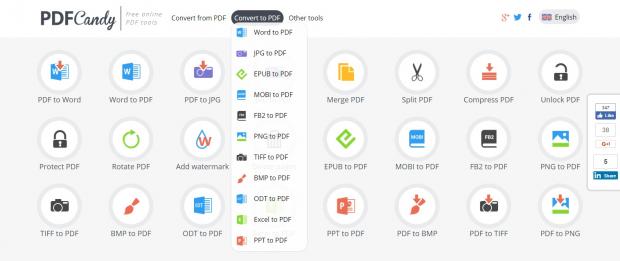 PDFCandy
free online
PDF tools
Convert from PDF
Convert to PDF
Other tools
English
Word to PDF
JPG to PDF
EPUB to PDF
MOBI to PDF
FB2 to PDF
PNG to PDF
TIFF to PDF
BMP to PDF
ODT to PDF
Excel to PDF
PPT to PDF
PDF to Word
Word to PDF
PDF to JPG
Merge PDF
Split PDF
Compress PDF
Unlock PDF
Protect PDF
Rotate PDF
Add watermark
EPUB to PDF
MOBI to PDF
FB2 to PDF
PNG to PDF
TIFF to PDF
BMP to PDF
ODT to PDF
PPT to PDF
PDF to BMP
PDF to TIFF
PDF to PNG
MOBI
FB2
347
Like
38
G+1
5
in Share